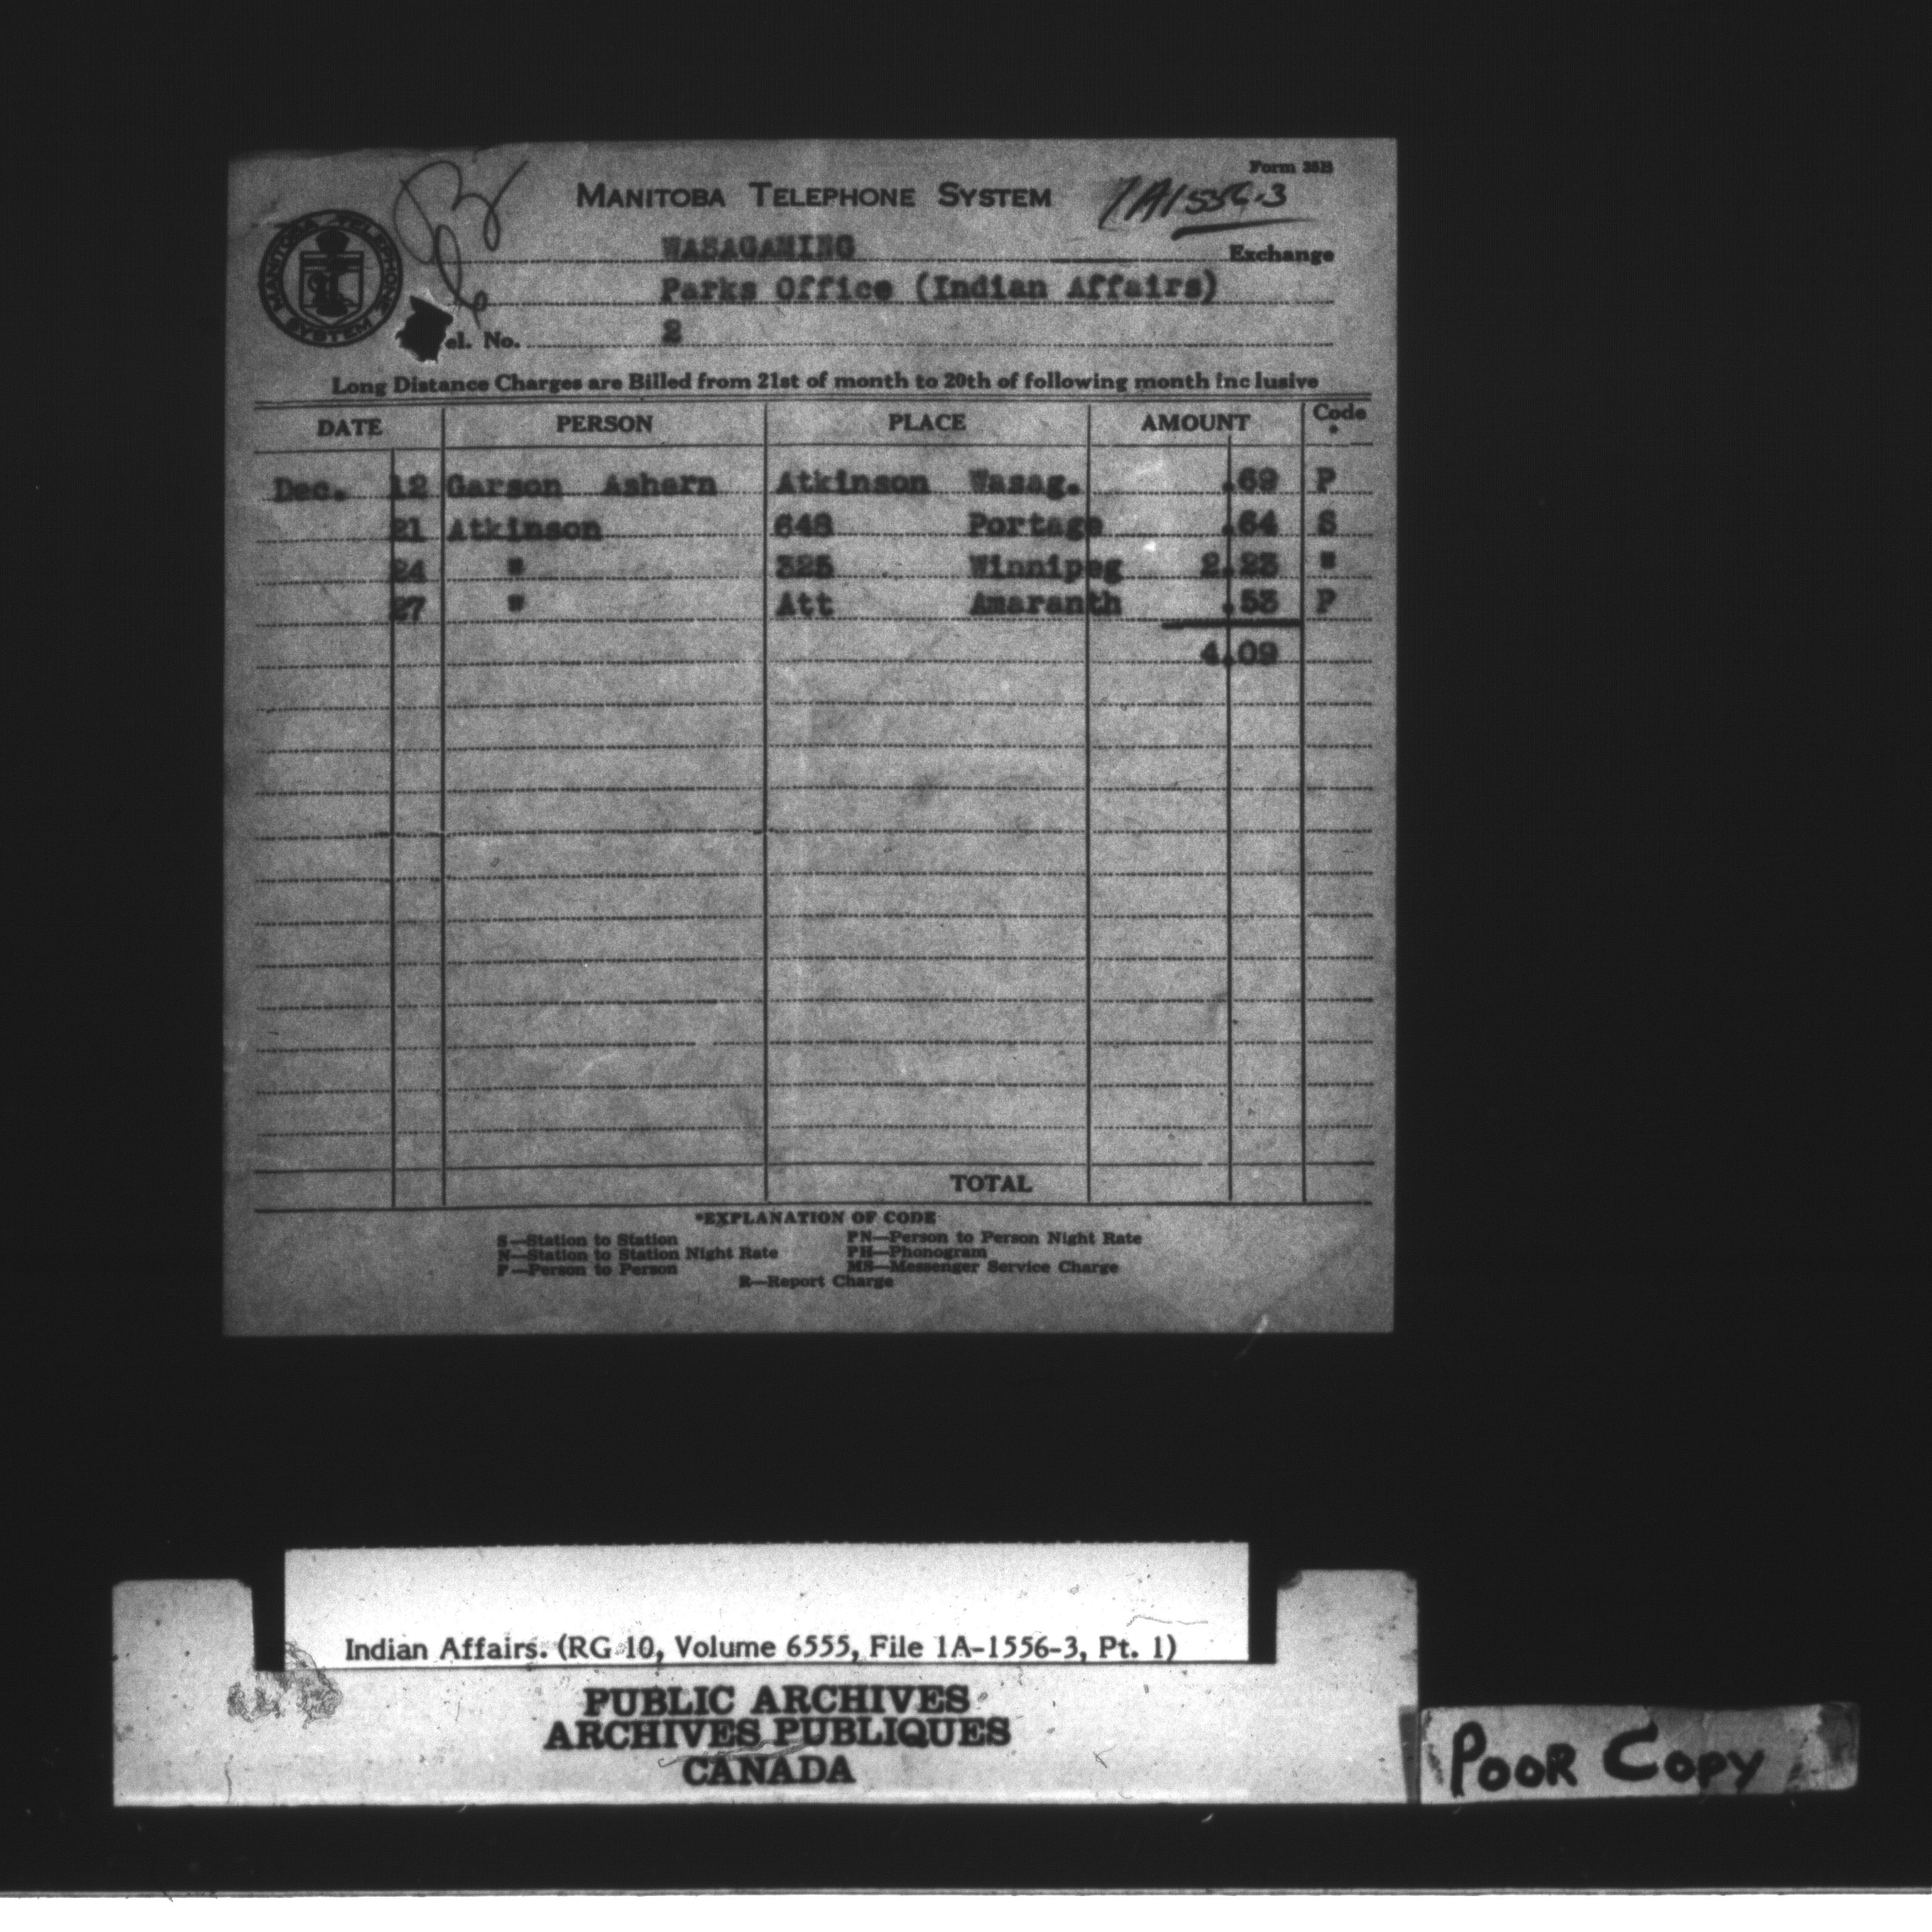 Form 35B
MANITOBA TELEPHONE SYSTEM
1A1556-3
MANITOBA TELEPHONE SYSTEM
WASAGAMING Exchange
Parks Office (Indian Affairs)
el. No. 2
Long Distance Charges are Billed from 21st of month to 20th of following month inclusive
DATE PERSON PLACE AMOUNT Code *
Dec. 12 Garson Ashern Atkinson Wasag. .69 P
21 Atkinson 648 Portage .64 S
24 " 325 Winnipeg 2.23 "
27 " Att Amaranth .53 P
4.09
TOTAL
*EXPLANATION OF CODE
S—Station to Station PN—Person to Person Night Rate
N—Station to Station Night Rate PH—Phonogram
P—Person to Person MS—Messenger Service Charge
R—Report Charge
Indian Affairs. (RG 10, Volume 6555, File 1A-1556-3, Pt. 1)
PUBLIC ARCHIVES
ARCHIVES PUBLIQUES
CANADA
POOR COPY